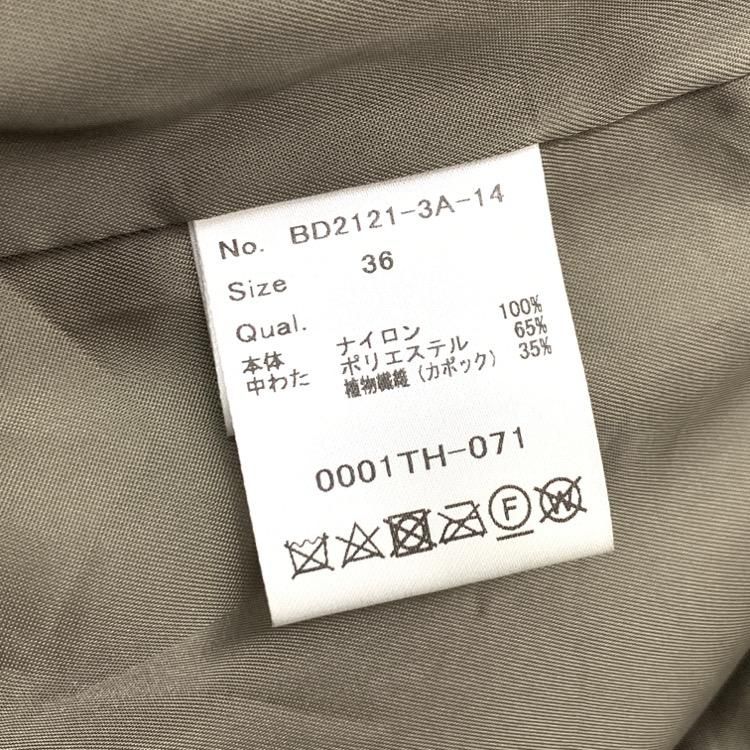 No. BD2121-3A-14
Size 36
Qual.
本体 ナイロン 100%
中わた ポリエステル 65%
植物繊維（カポック） 35%
0001TH-071
F
W